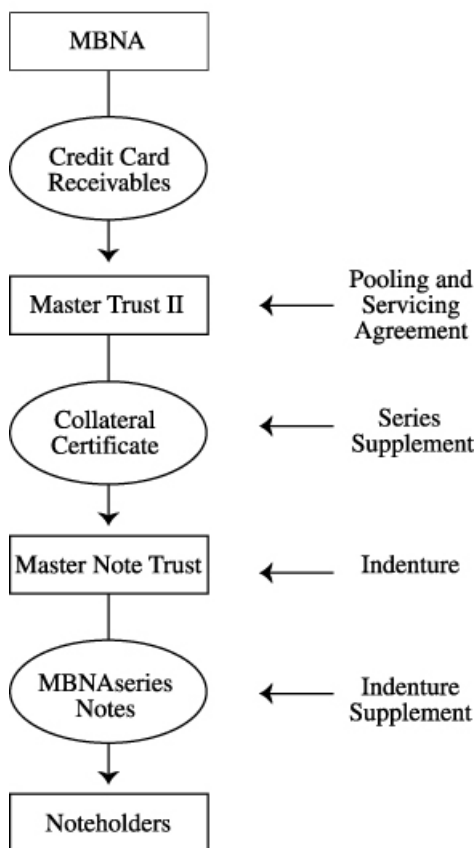 MBNA
Credit Card
Receivables
Master Trust II
Pooling and
Servicing
Agreement
Collateral
Certificate
Series
Supplement
Master Note Trust
Indenture
MBNAseries
Notes
Indenture
Supplement
Noteholders